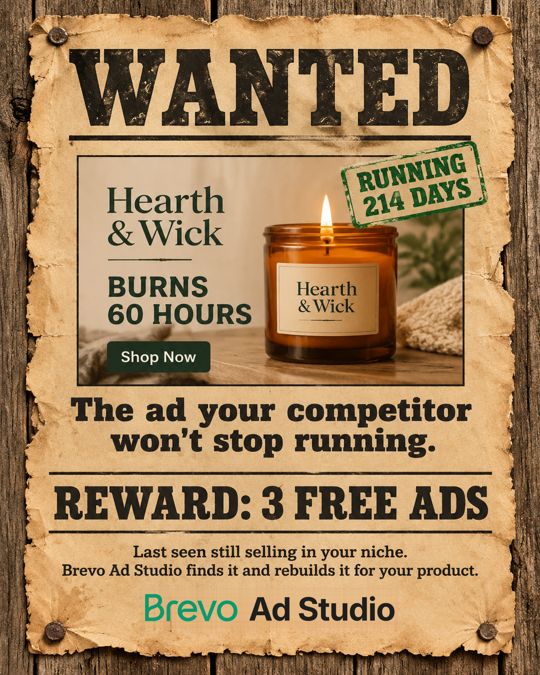 WANTED
RUNNING
214 DAYS
Hearth
& Wick
BURNS
60 HOURS
Shop Now
Hearth
& Wick
The ad your competitor
won't stop running.
REWARD: 3 FREE ADS
Last seen still selling in your niche.
Brevo Ad Studio finds it and rebuilds it for your product.
Brevo Ad Studio